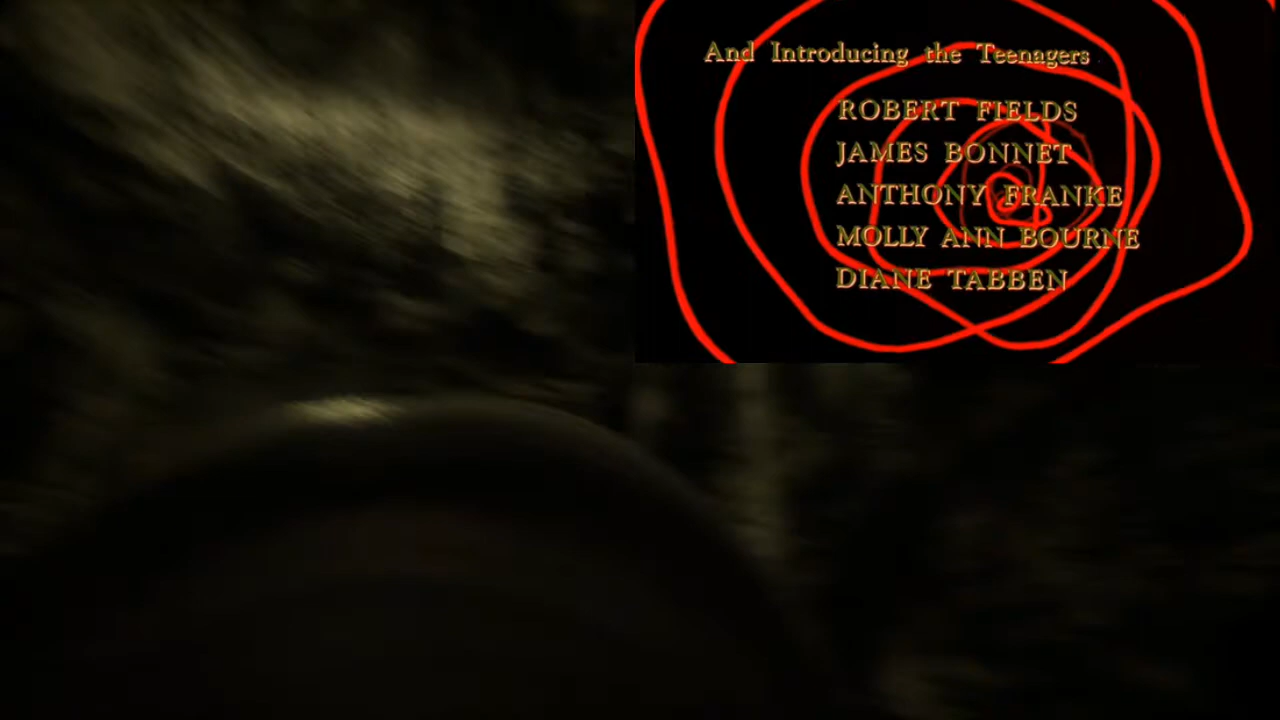 And Introducing the Teenagers
ROBERT FIELDS
JAMES BONNET
ANTHONY FRANKE
MOLLY ANN BOURNE
DIANE TABBEN